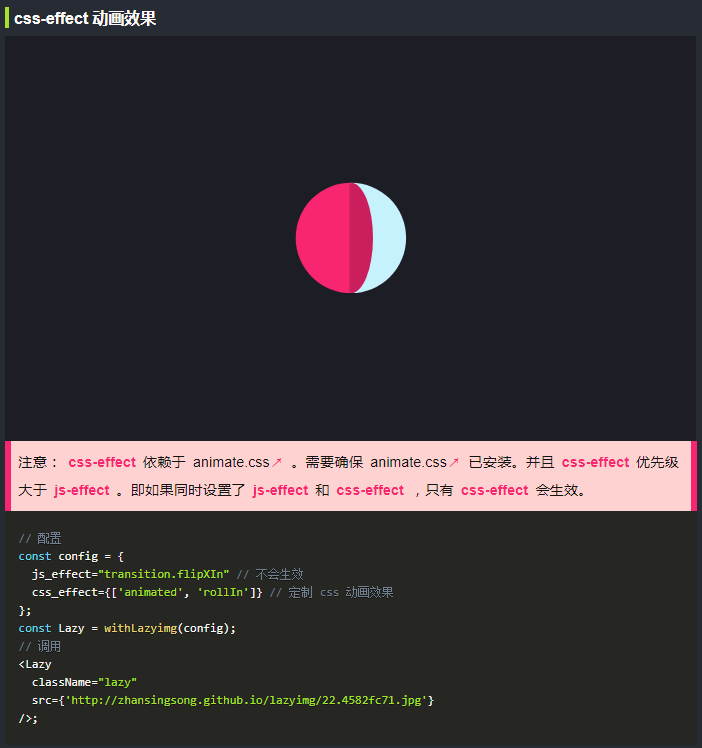 css-effect 动画效果
注意： css-effect 依赖于 animate.css↗ 。需要确保 animate.css↗ 已安装。并且 css-effect 优先级
大于 js-effect 。即如果同时设置了 js-effect 和 css-effect ，只有 css-effect 会生效。
// 配置
const config = {
  js_effect="transition.flipXIn" // 不会生效
  css_effect={['animated', 'rollIn']} // 定制 css 动画效果
};
const Lazy = withLazyimg(config);
// 调用
<Lazy
  className="lazy"
  src={'http://zhansingsong.github.io/lazyimg/22.4582fc71.jpg'}
/>;